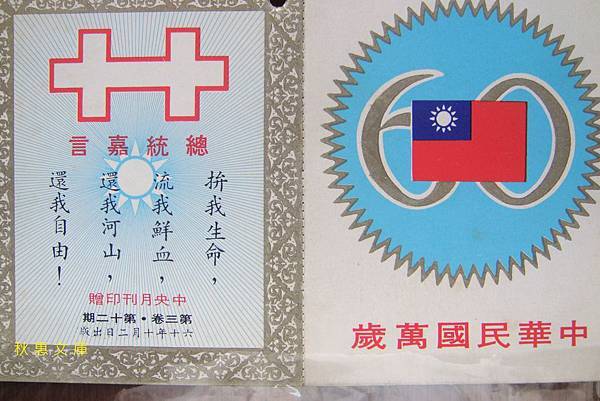 總統嘉言
拚我生命，
流我鮮血，
還我河山，
還我自由！
中央月刊印贈
第三卷・第十二期
六十年十月二日出版
60
中華民國萬歲
秋惠文庫